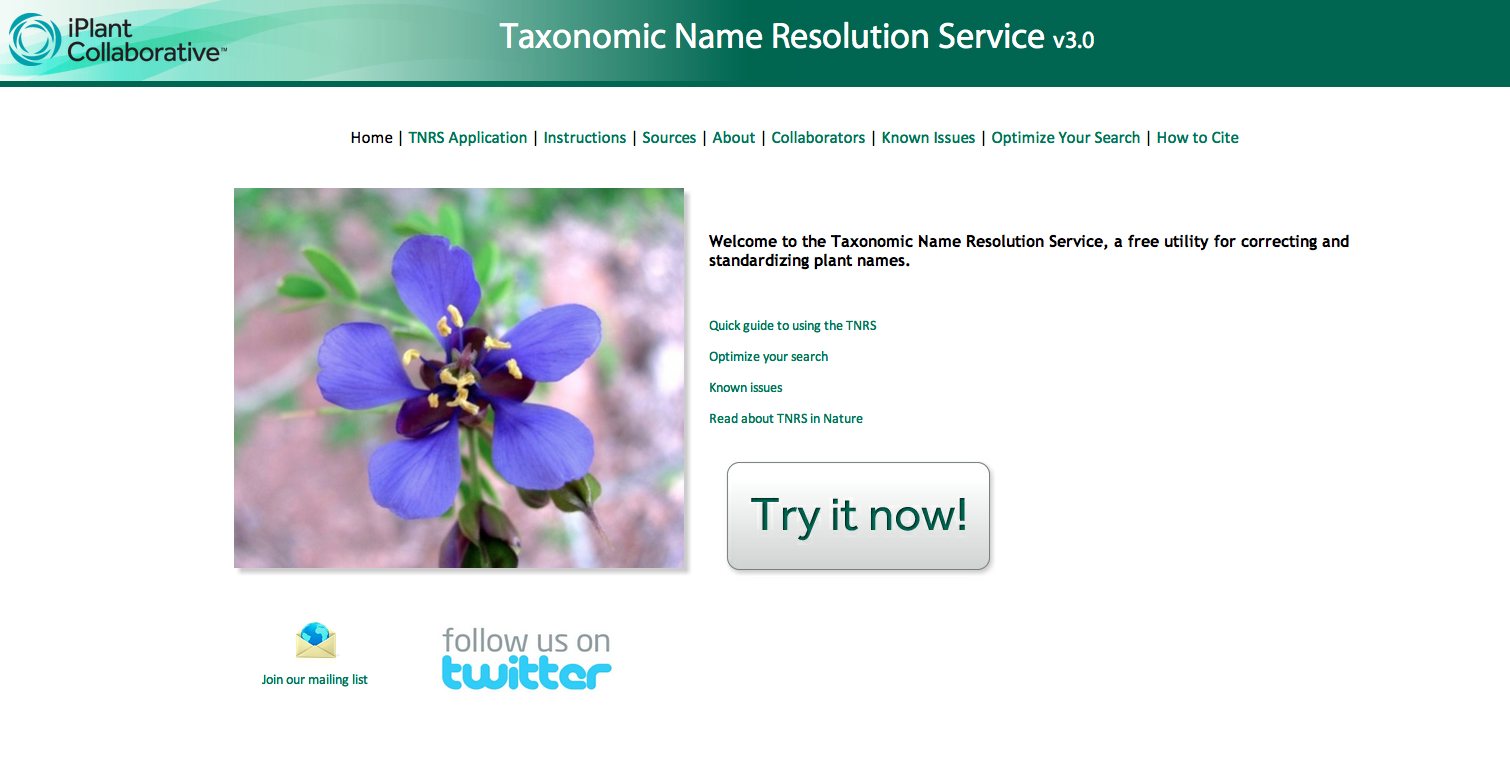 iPlant
Collaborative™
Taxonomic Name Resolution Service v3.0
Home | TNRS Application | Instructions | Sources | About | Collaborators | Known Issues | Optimize Your Search | How to Cite
Welcome to the Taxonomic Name Resolution Service, a free utility for correcting and
standardizing plant names.
Quick guide to using the TNRS
Optimize your search
Known issues
Read about TNRS in Nature
Try it now!
Join our mailing list
follow us on
twitter